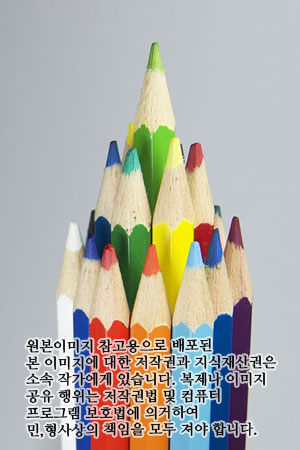 원본이미지 참고용으로 배포된
본 이미지에 대한 저작권과 지식재산권은
소속 작가에게 있습니다. 복제나 이미지
공유 행위는 저작권법 및 컴퓨터
프로그램 보호법에 의거하여
민,형사상의 책임을 모두 져야 합니다.